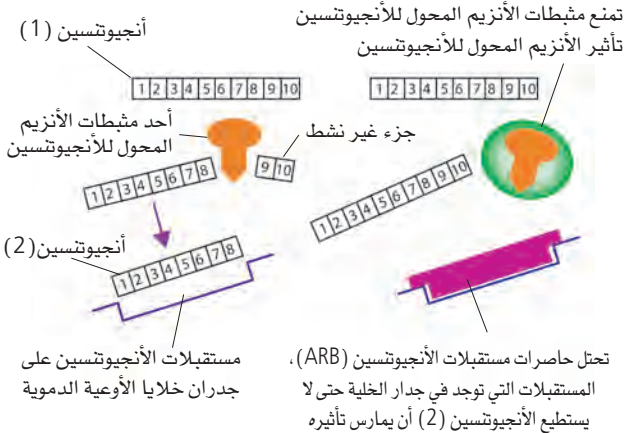 تمنع مثبطات الأنزيم المحول للأنجيوتنسين
تأثير الأنزيم المحول للأنجيوتنسين
أنجيوتنسين (1)
1 2 3 4 5 6 7 8 9 10
1 2 3 4 5 6 7 8 9 10
أحد مثبطات الأنزيم
المحول للأنجيوتنسين
جزء غير نشط
1 2 3 4 5 6 7 8
9 10
1 2 3 4 5 6 7 8 9 10
أنجيوتنسين(2)
1 2 3 4 5 6 7 8
مستقبلات الأنجيوتنسين على
جدران خلايا الأوعية الدموية
تحتل حاصرات مستقبلات الأنجيوتنسين (ARB)،
المستقبلات التي توجد في جدار الخلية حتى لا
يستطيع الأنجيوتنسين (2) أن يمارس تأثيره